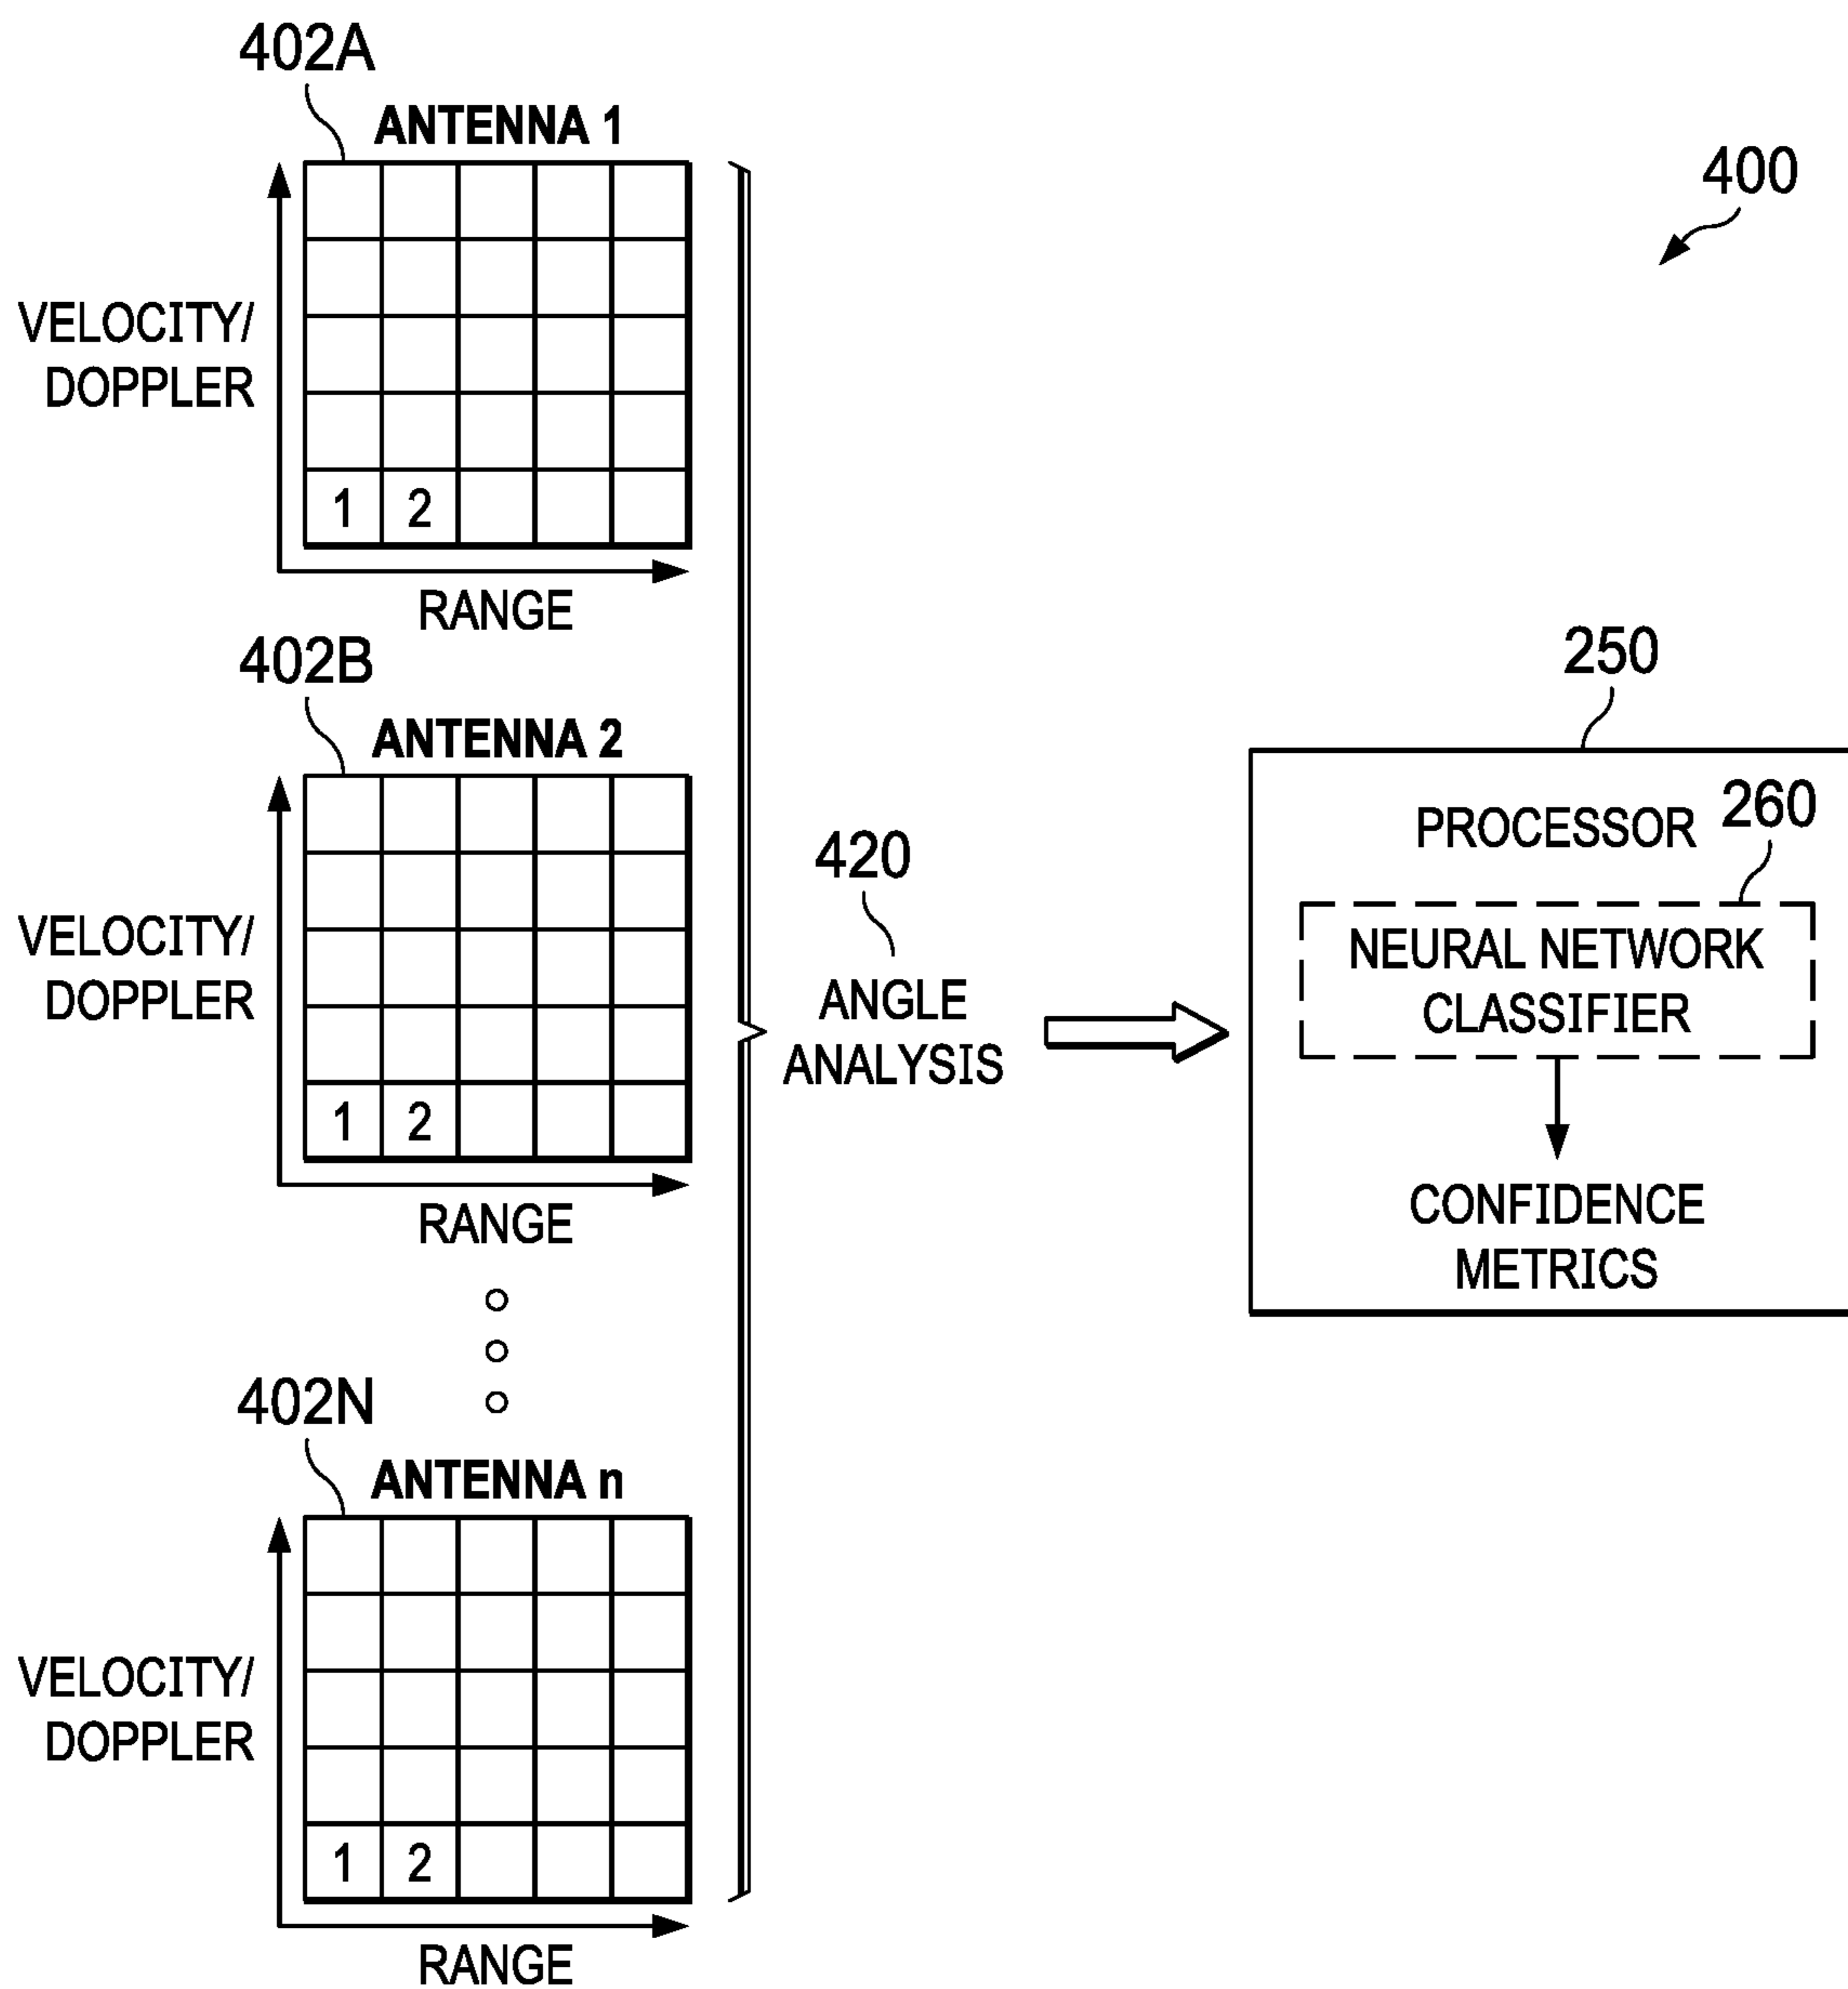 402A
ANTENNA 1
400
VELOCITY/
DOPPLER
1 2
RANGE
402B
ANTENNA 2
VELOCITY/
DOPPLER
1 2
RANGE
402N
ANTENNA n
VELOCITY/
DOPPLER
1 2
RANGE
420
ANGLE
ANALYSIS
250
PROCESSOR
260
NEURAL NETWORK
CLASSIFIER
CONFIDENCE
METRICS